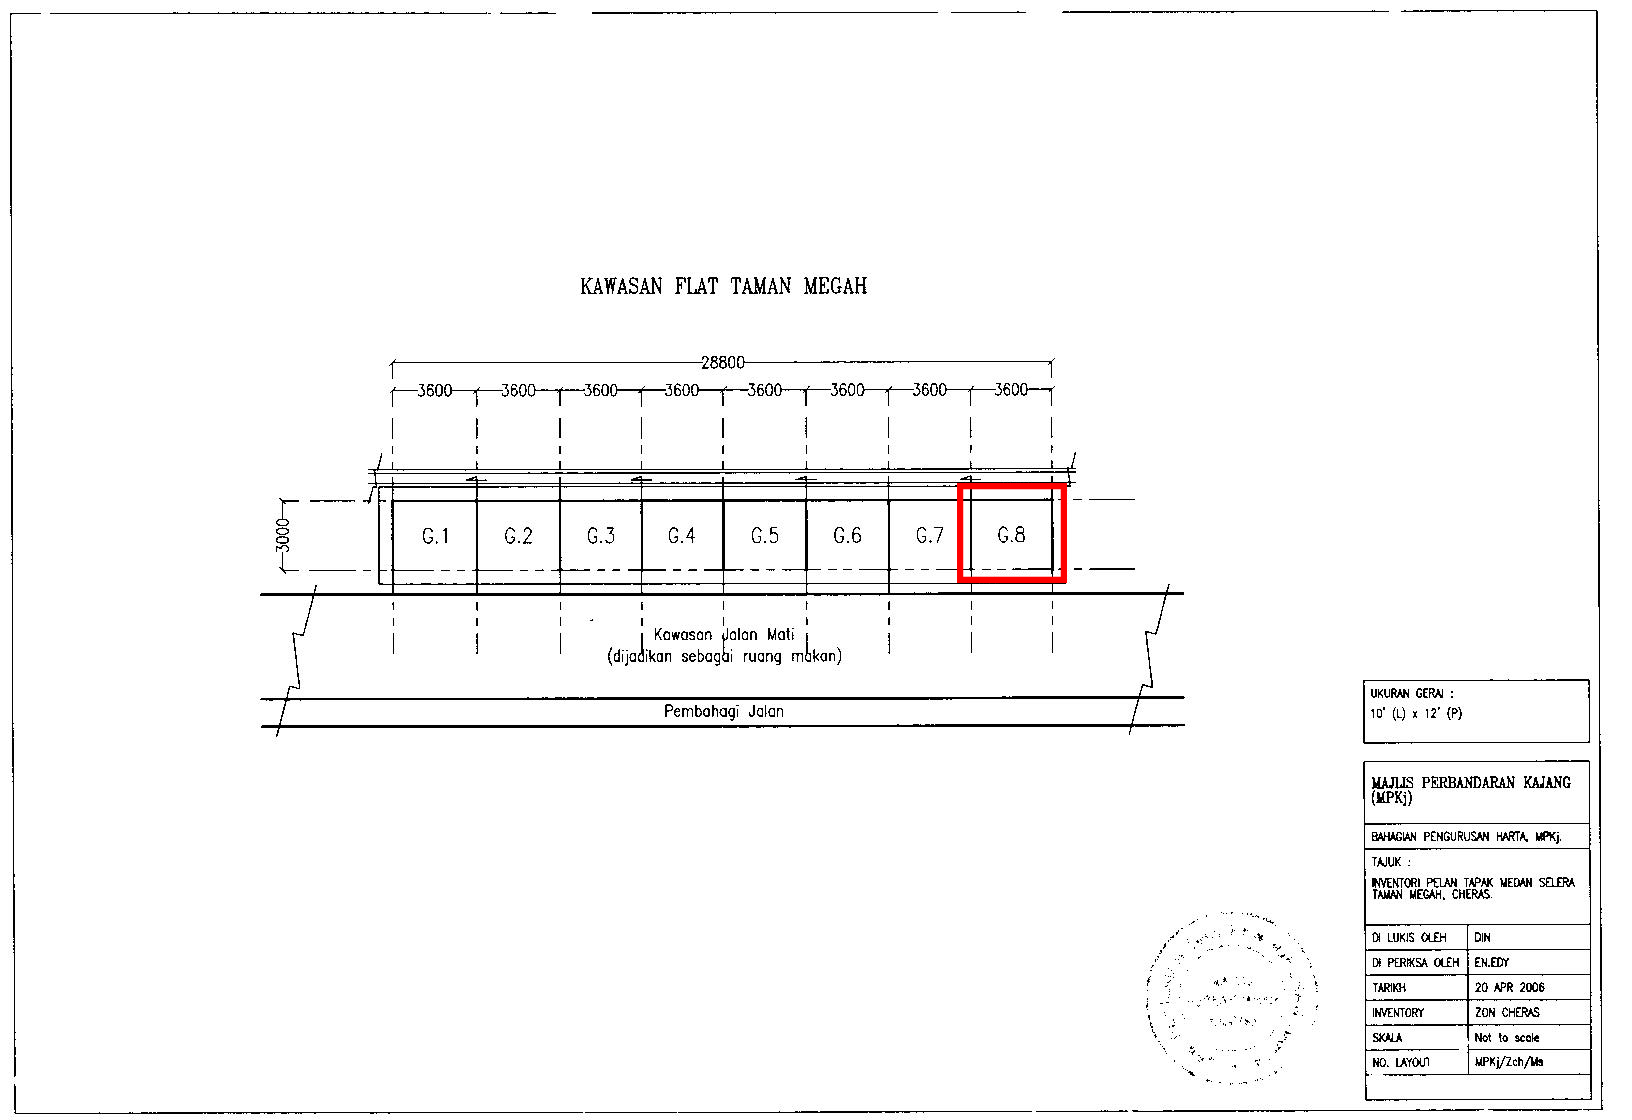 KAWASAN FLAT TAMAN MEGAH
28800
3600 3600 3600 3600 3600 3600 3600 3600
3000
G.1 G.2 G.3 G.4 G.5 G.6 G.7 G.8
Kawasan Jalan Mati
(dijadikan sebagai ruang makan)
Pembahagi Jalan
UKURAN GERAI :
10' (L) x 12' (P)
MAJLIS PERBANDARAN KAJANG
(MPKj)
BAHAGIAN PENGURUSAN HARTA, MPKj.
TAJUK :
INVENTORI PELAN TAPAK MEDAN SELERA
TAMAN MEGAH, CHERAS.
DI LUKIS OLEH DIN
DI PERIKSA OLEH EN.EDY
TARIKH 20 APR 2006
INVENTORY ZON CHERAS
SKALA Not to scale
NO. LAYOUT MPKj/Zch/Ms